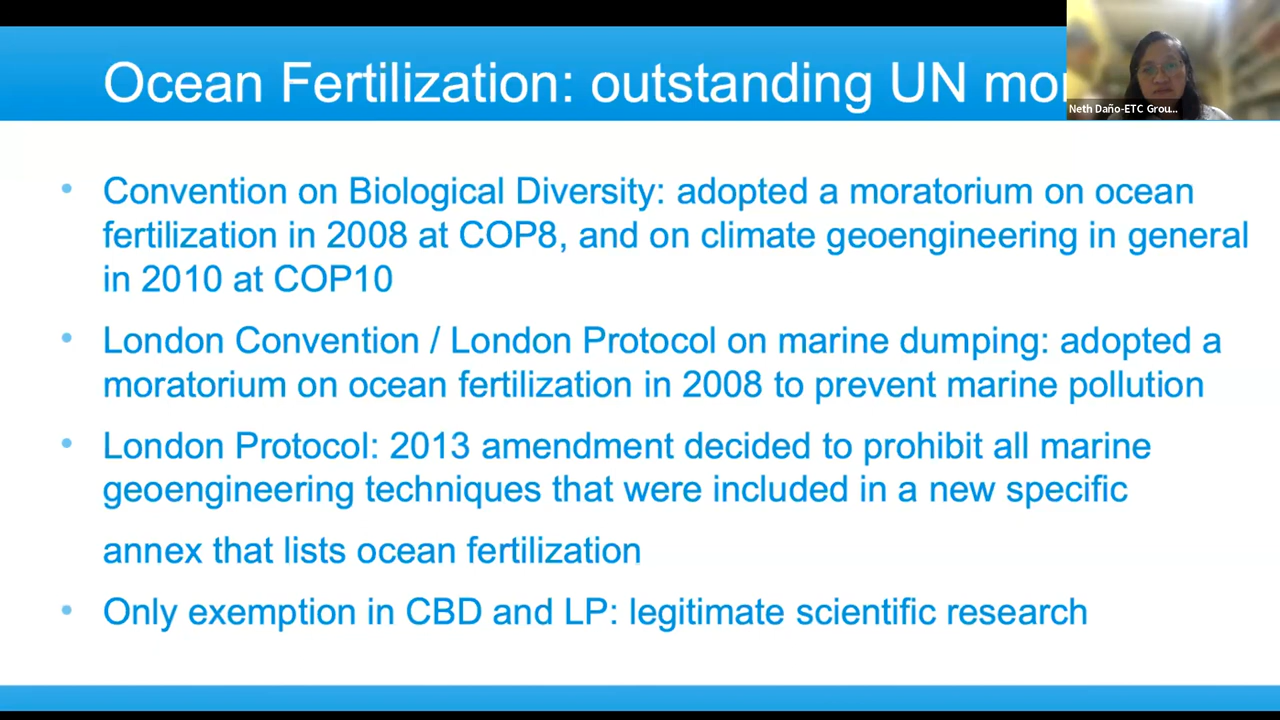 Ocean Fertilization: outstanding UN
Neth Daño-ETC Grou...
• Convention on Biological Diversity: adopted a moratorium on ocean
fertilization in 2008 at COP8, and on climate geoengineering in general
in 2010 at COP10
• London Convention / London Protocol on marine dumping: adopted a
moratorium on ocean fertilization in 2008 to prevent marine pollution
• London Protocol: 2013 amendment decided to prohibit all marine
geoengineering techniques that were included in a new specific
annex that lists ocean fertilization
• Only exemption in CBD and LP: legitimate scientific research